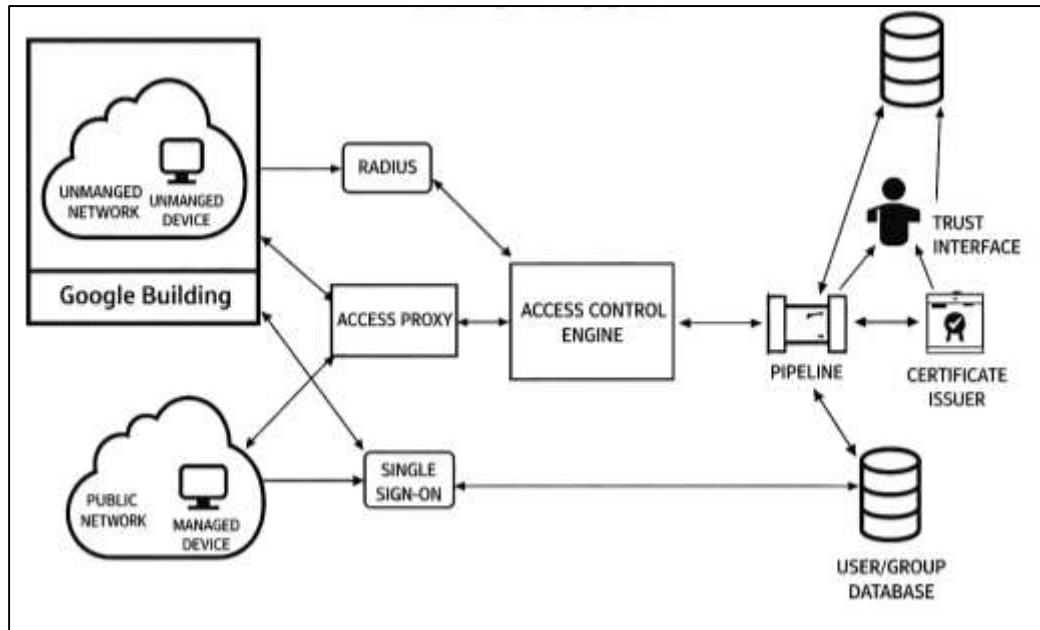 UNMANGED
NETWORK
UNMANGED
DEVICE
Google Building
RADIUS
ACCESS PROXY
ACCESS CONTROL
ENGINE
TRUST
INTERFACE
PIPELINE
CERTIFICATE
ISSUER
PUBLIC
NETWORK
MANAGED
DEVICE
SINGLE
SIGN-ON
USER/GROUP
DATABASE